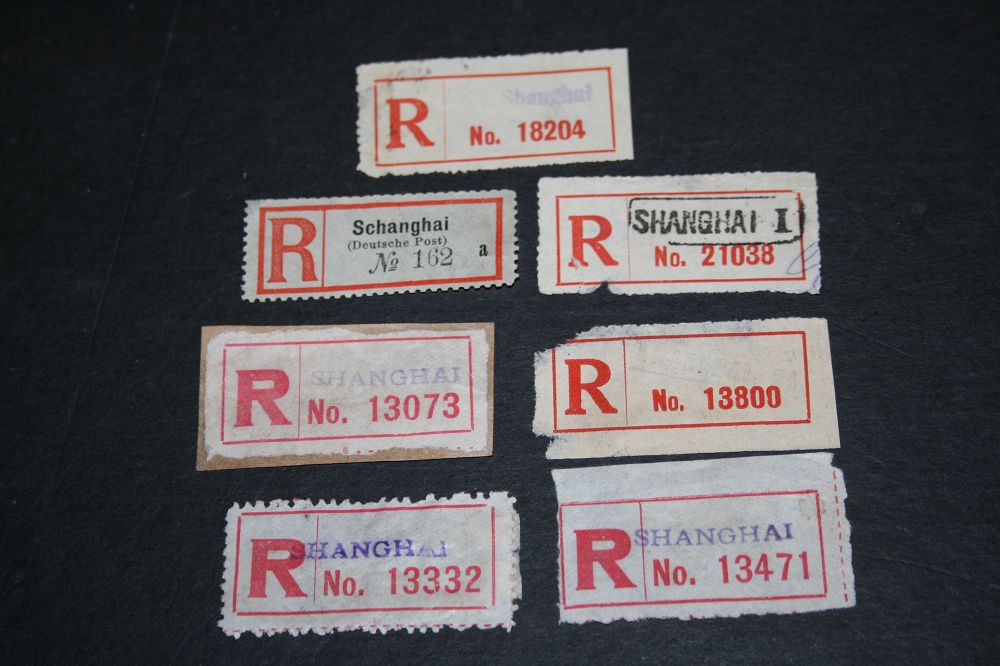 Shanghai
R No. 18204
Schanghai
(Deutsche Post)
R № 162 a
SHANGHAI I
R No. 21038
SHANGHAI
R No. 13073
R No. 13800
SHANGHAI
R No. 13332
SHANGHAI
R No. 13471